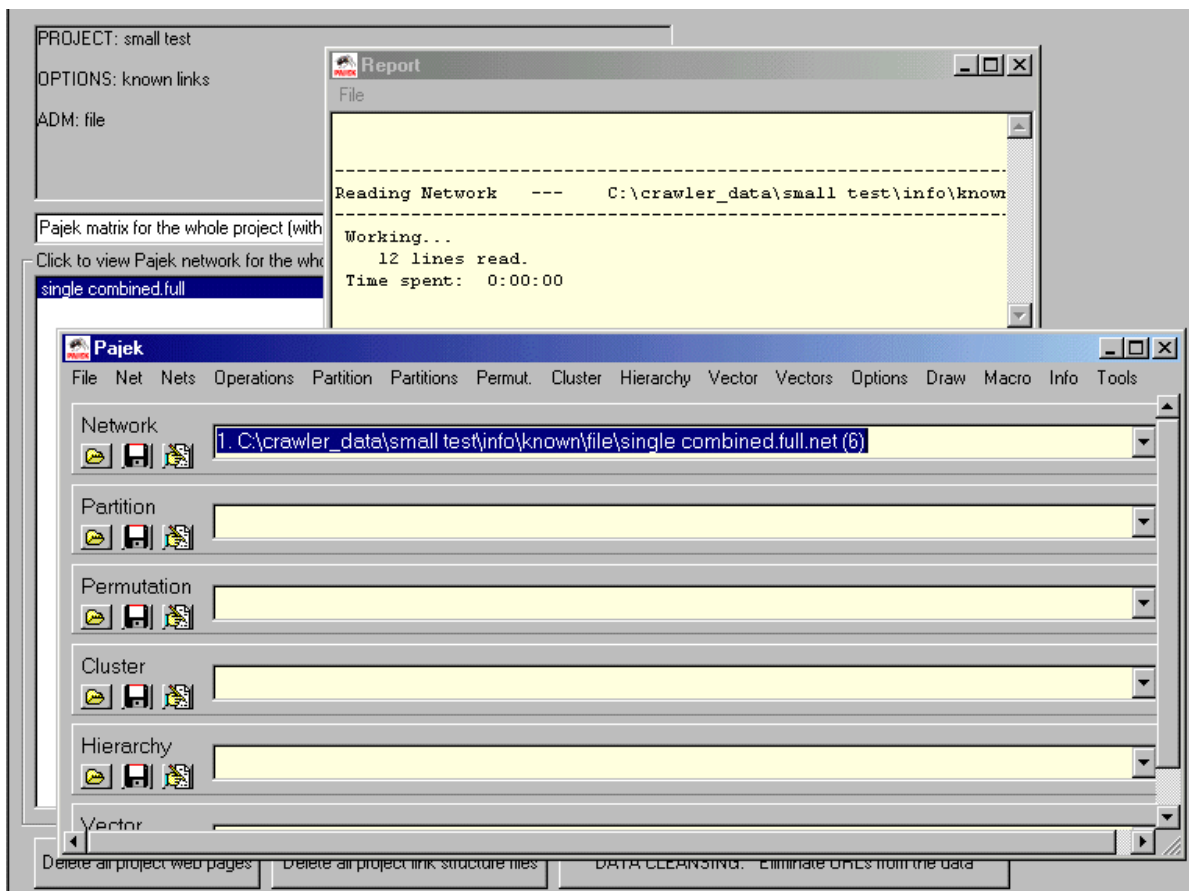 PROJECT: small test
OPTIONS: known links
ADM: file
Pajek matrix for the whole project (with
Click to view Pajek network for the who
single combined.full
Report
File
Reading Network --- C:\crawler_data\small test\info\known
Working...
12 lines read.
Time spent: 0:00:00
Pajek
File Net Nets Operations Partition Partitions Permut. Cluster Hierarchy Vector Vectors Options Draw Macro Info Tools
Network
1. C:\crawler_data\small test\info\known\file\single combined.full.net (6)
Partition
Permutation
Cluster
Hierarchy
Vector
Delete all project web pages
Delete all project link structure files
DATA CLEANSING: Eliminate URLs from the data